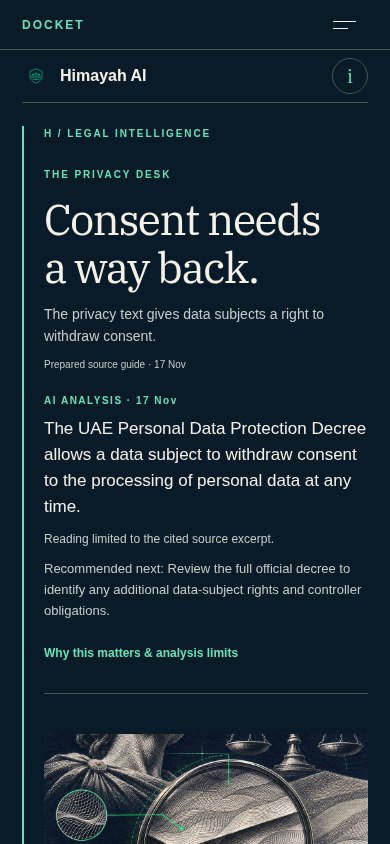 DOCKET
Himayah AI
i
H / LEGAL INTELLIGENCE
THE PRIVACY DESK
Consent needs
a way back.
The privacy text gives data subjects a right to
withdraw consent.
Prepared source guide · 17 Nov
AI ANALYSIS · 17 Nov
The UAE Personal Data Protection Decree
allows a data subject to withdraw consent
to the processing of personal data at any
time.
Reading limited to the cited source excerpt.
Recommended next: Review the full official decree to
identify any additional data-subject rights and controller
obligations.
Why this matters & analysis limits